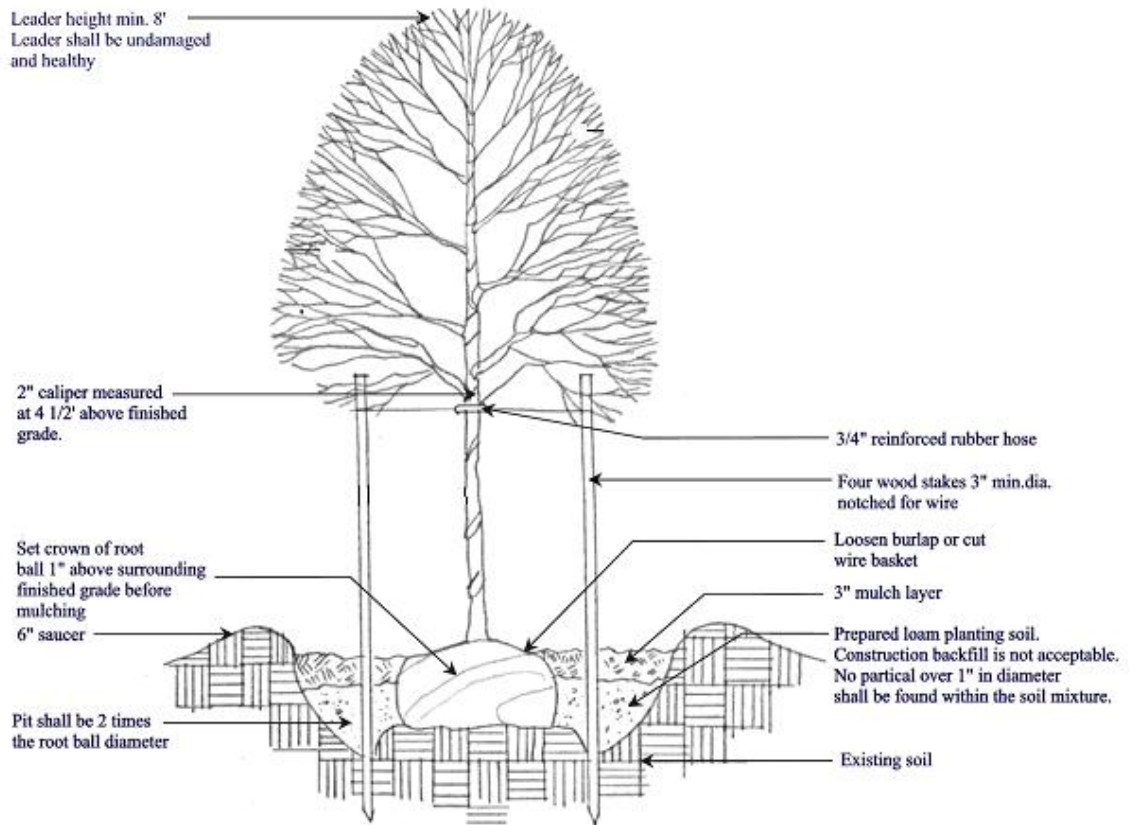 Leader height min. 8'
Leader shall be undamaged
and healthy
2" caliper measured
at 4 1/2' above finished
grade.
Set crown of root
ball 1" above surrounding
finished grade before
mulching
6" saucer
Pit shall be 2 times
the root ball diameter
3/4" reinforced rubber hose
Four wood stakes 3" min.dia.
notched for wire
Loosen burlap or cut
wire basket
3" mulch layer
Prepared loam planting soil.
Construction backfill is not acceptable.
No partical over 1" in diameter
shall be found within the soil mixture.
Existing soil